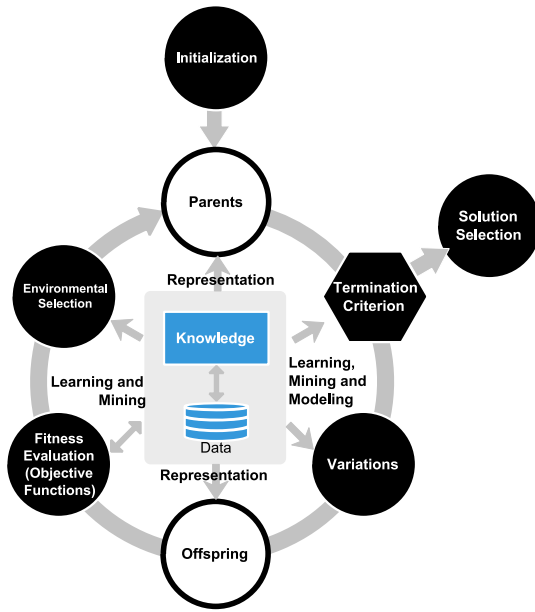 Initialization
Parents
Solution
Selection
Environmental
Selection
Representation
Termination
Criterion
Knowledge
Learning and
Mining
Learning,
Mining and
Modeling
Data
Fitness
Evaluation
(Objective
Functions)
Variations
Representation
Offspring